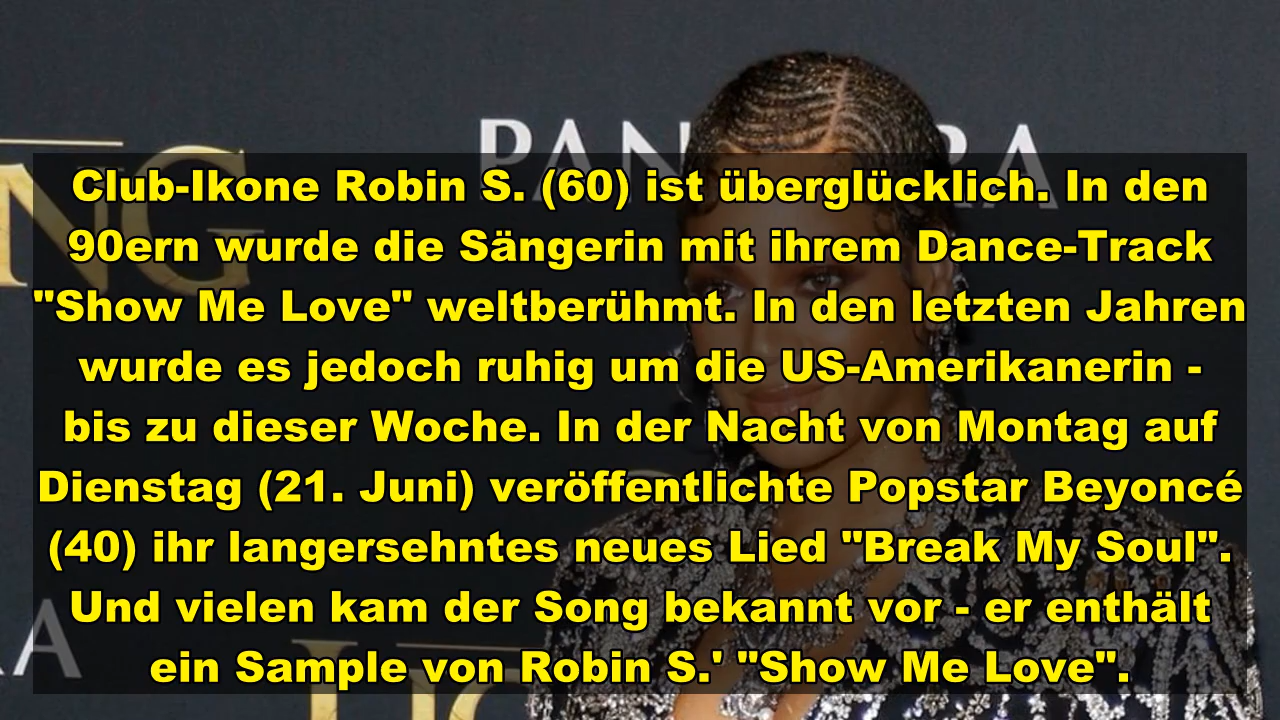 PAN RA
NG
Club-Ikone Robin S. (60) ist überglücklich. In den
90ern wurde die Sängerin mit ihrem Dance-Track
"Show Me Love" weltberühmt. In den letzten Jahren
wurde es jedoch ruhig um die US-Amerikanerin -
bis zu dieser Woche. In der Nacht von Montag auf
Dienstag (21. Juni) veröffentlichte Popstar Beyoncé
(40) ihr langersehntes neues Lied "Break My Soul".
Und vielen kam der Song bekannt vor - er enthält
ein Sample von Robin S.' "Show Me Love".